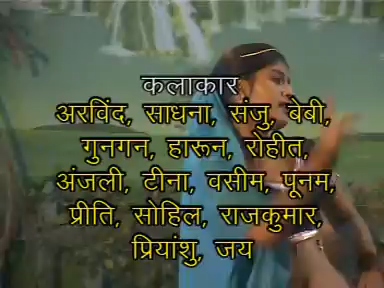 कलाकार
अरविंद, साधना, संजु, बेबी,
गुनगन, हारून, रोहीत,
अंजली, टीना, वसीम, पूनम,
प्रीति, सोहिल, राजकुमार,
प्रियांशु, जय